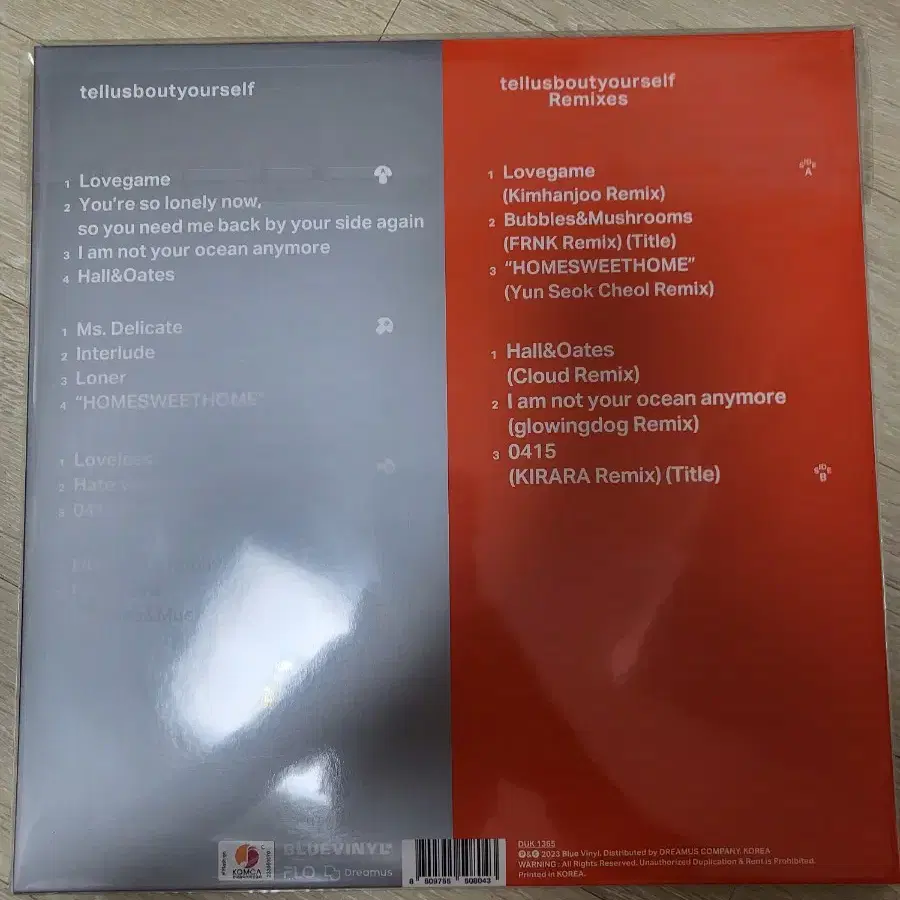 tellusboutyourself
1 Lovegame
2 You're so lonely now,
so you need me back by your side again
3 I am not your ocean anymore
4 Hall&Oates
A
1 Ms. Delicate
2 Interlude
3 Loner
4 "HOMESWEETHOME"
1 Loveless
2 Hate
tellusboutyourself
Remixes
1 Lovegame
(Kimhanjoo Remix)
2 Bubbles&Mushrooms
(FRNK Remix) (Title)
3 "HOMESWEETHOME"
(Yun Seok Cheol Remix)
SIDE
A
1 Hall&Oates
(Cloud Remix)
2 I am not your ocean anymore
(glowingdog Remix)
3 0415
(KIRARA Remix) (Title)
SIDE
B
KOMCA
BLUEVINYL
FLO Dreamus
8 809755 508043
DUK 1365
℗&© 2023 Blue Vinyl. Distributed by DREAMUS COMPANY. KOREA
WARNING : All Rights Reserved. Unauthorized Duplication & Rent is Prohibited.
Printed in KOREA.